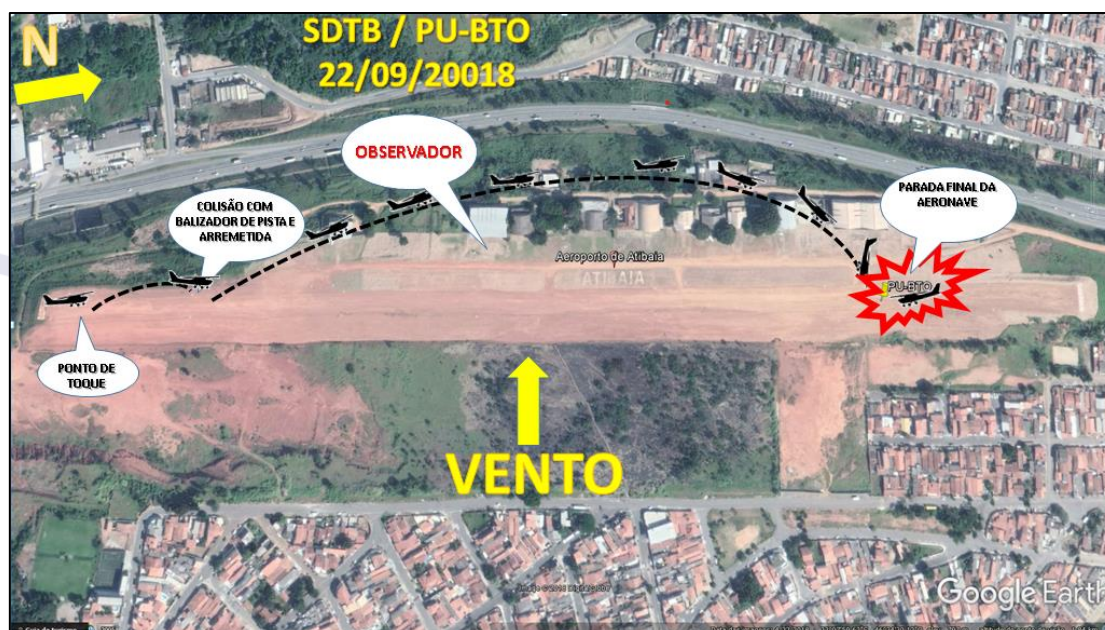 N
SDTB / PU-BTO
22/09/20018
OBSERVADOR
COLISÃO COM
BALIZADOR DE PISTA E
ARREMETIDA
PARADA FINAL DA
AERONAVE
Aeroporto de Atibaia
ATIBAIA
PU-BTO
PONTO DE
TOQUE
VENTO
Google Earth